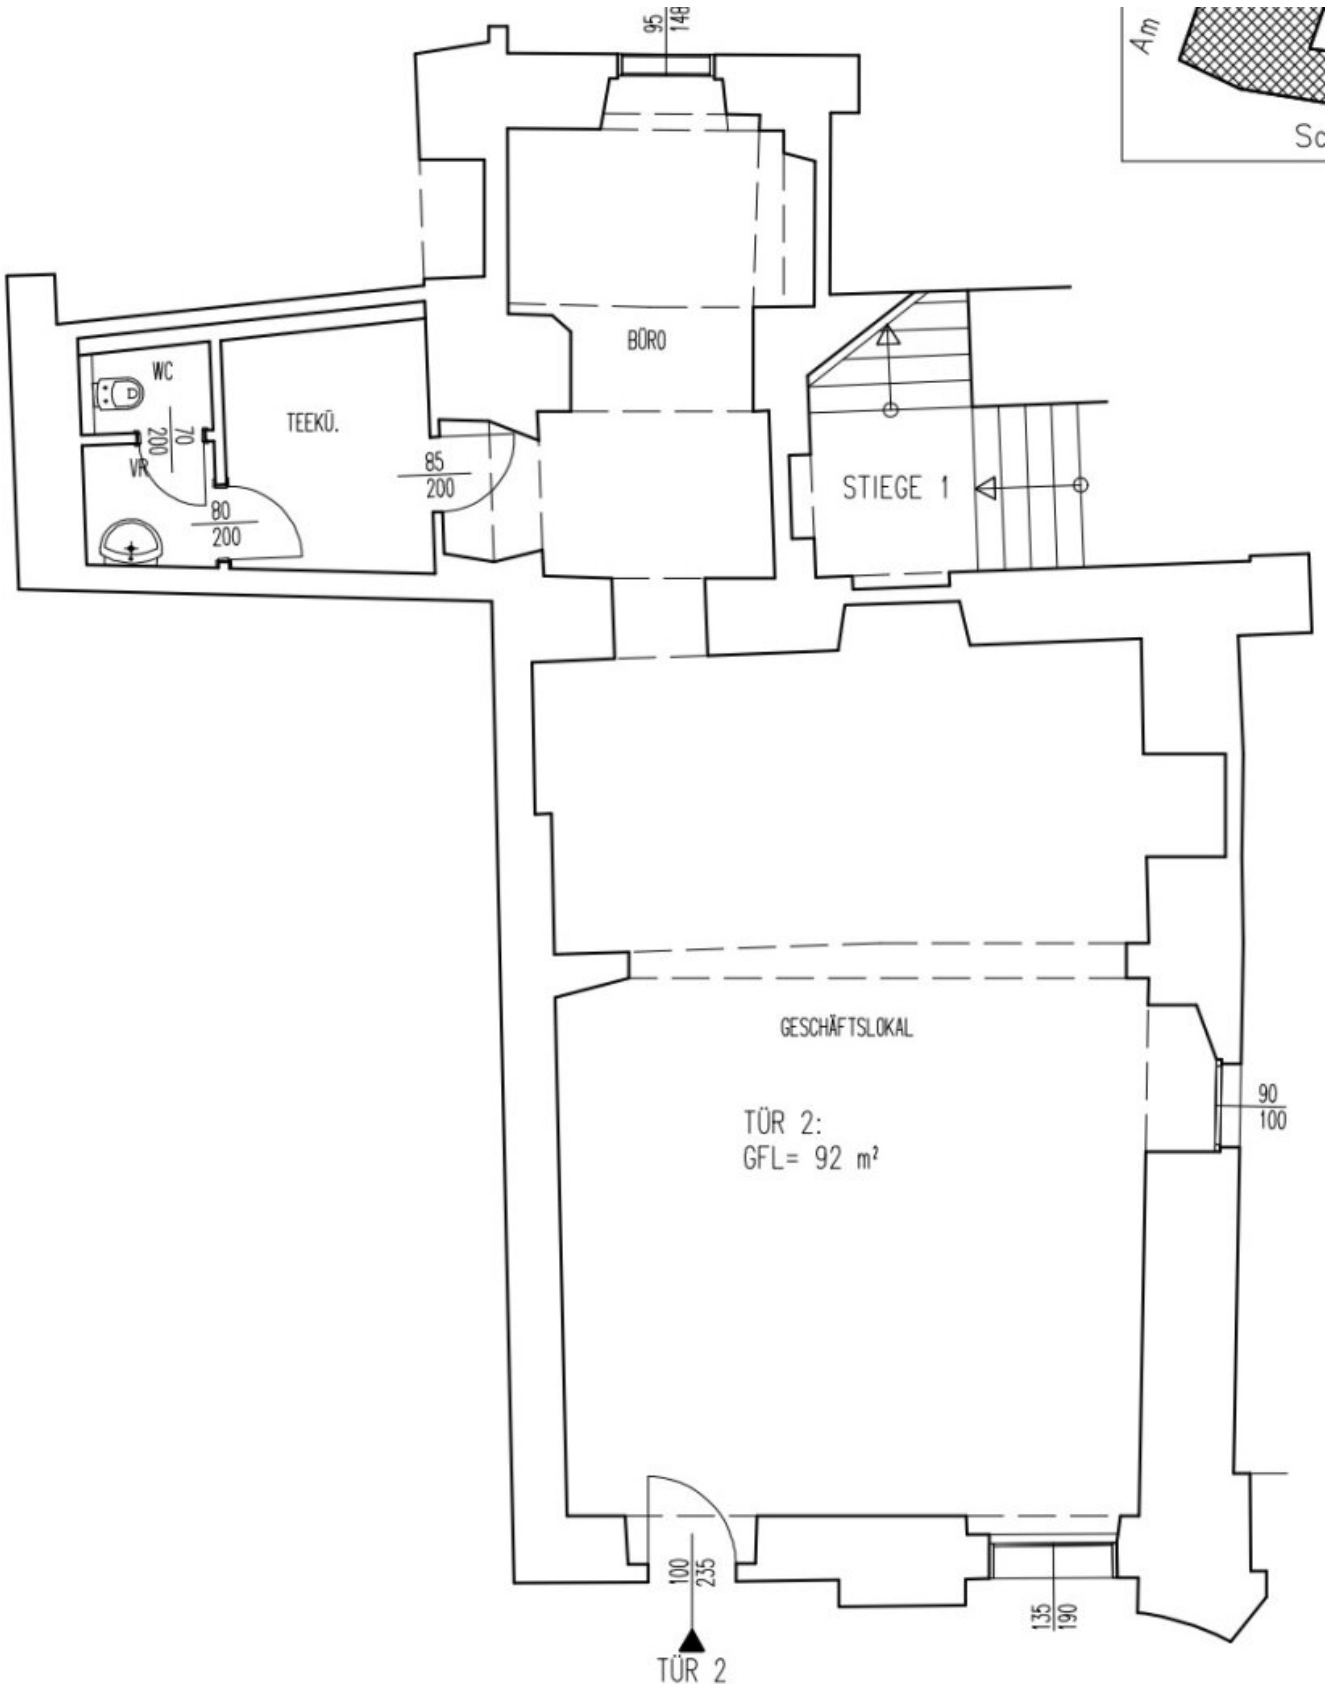 95
148
Am
Sc
BÜRO
WC
TEEKÜ.
70
200
VR
85
200
80
200
STIEGE 1
GESCHÄFTSLOKAL
TÜR 2:
GFL= 92 m²
90
100
100
235
135
190
TÜR 2